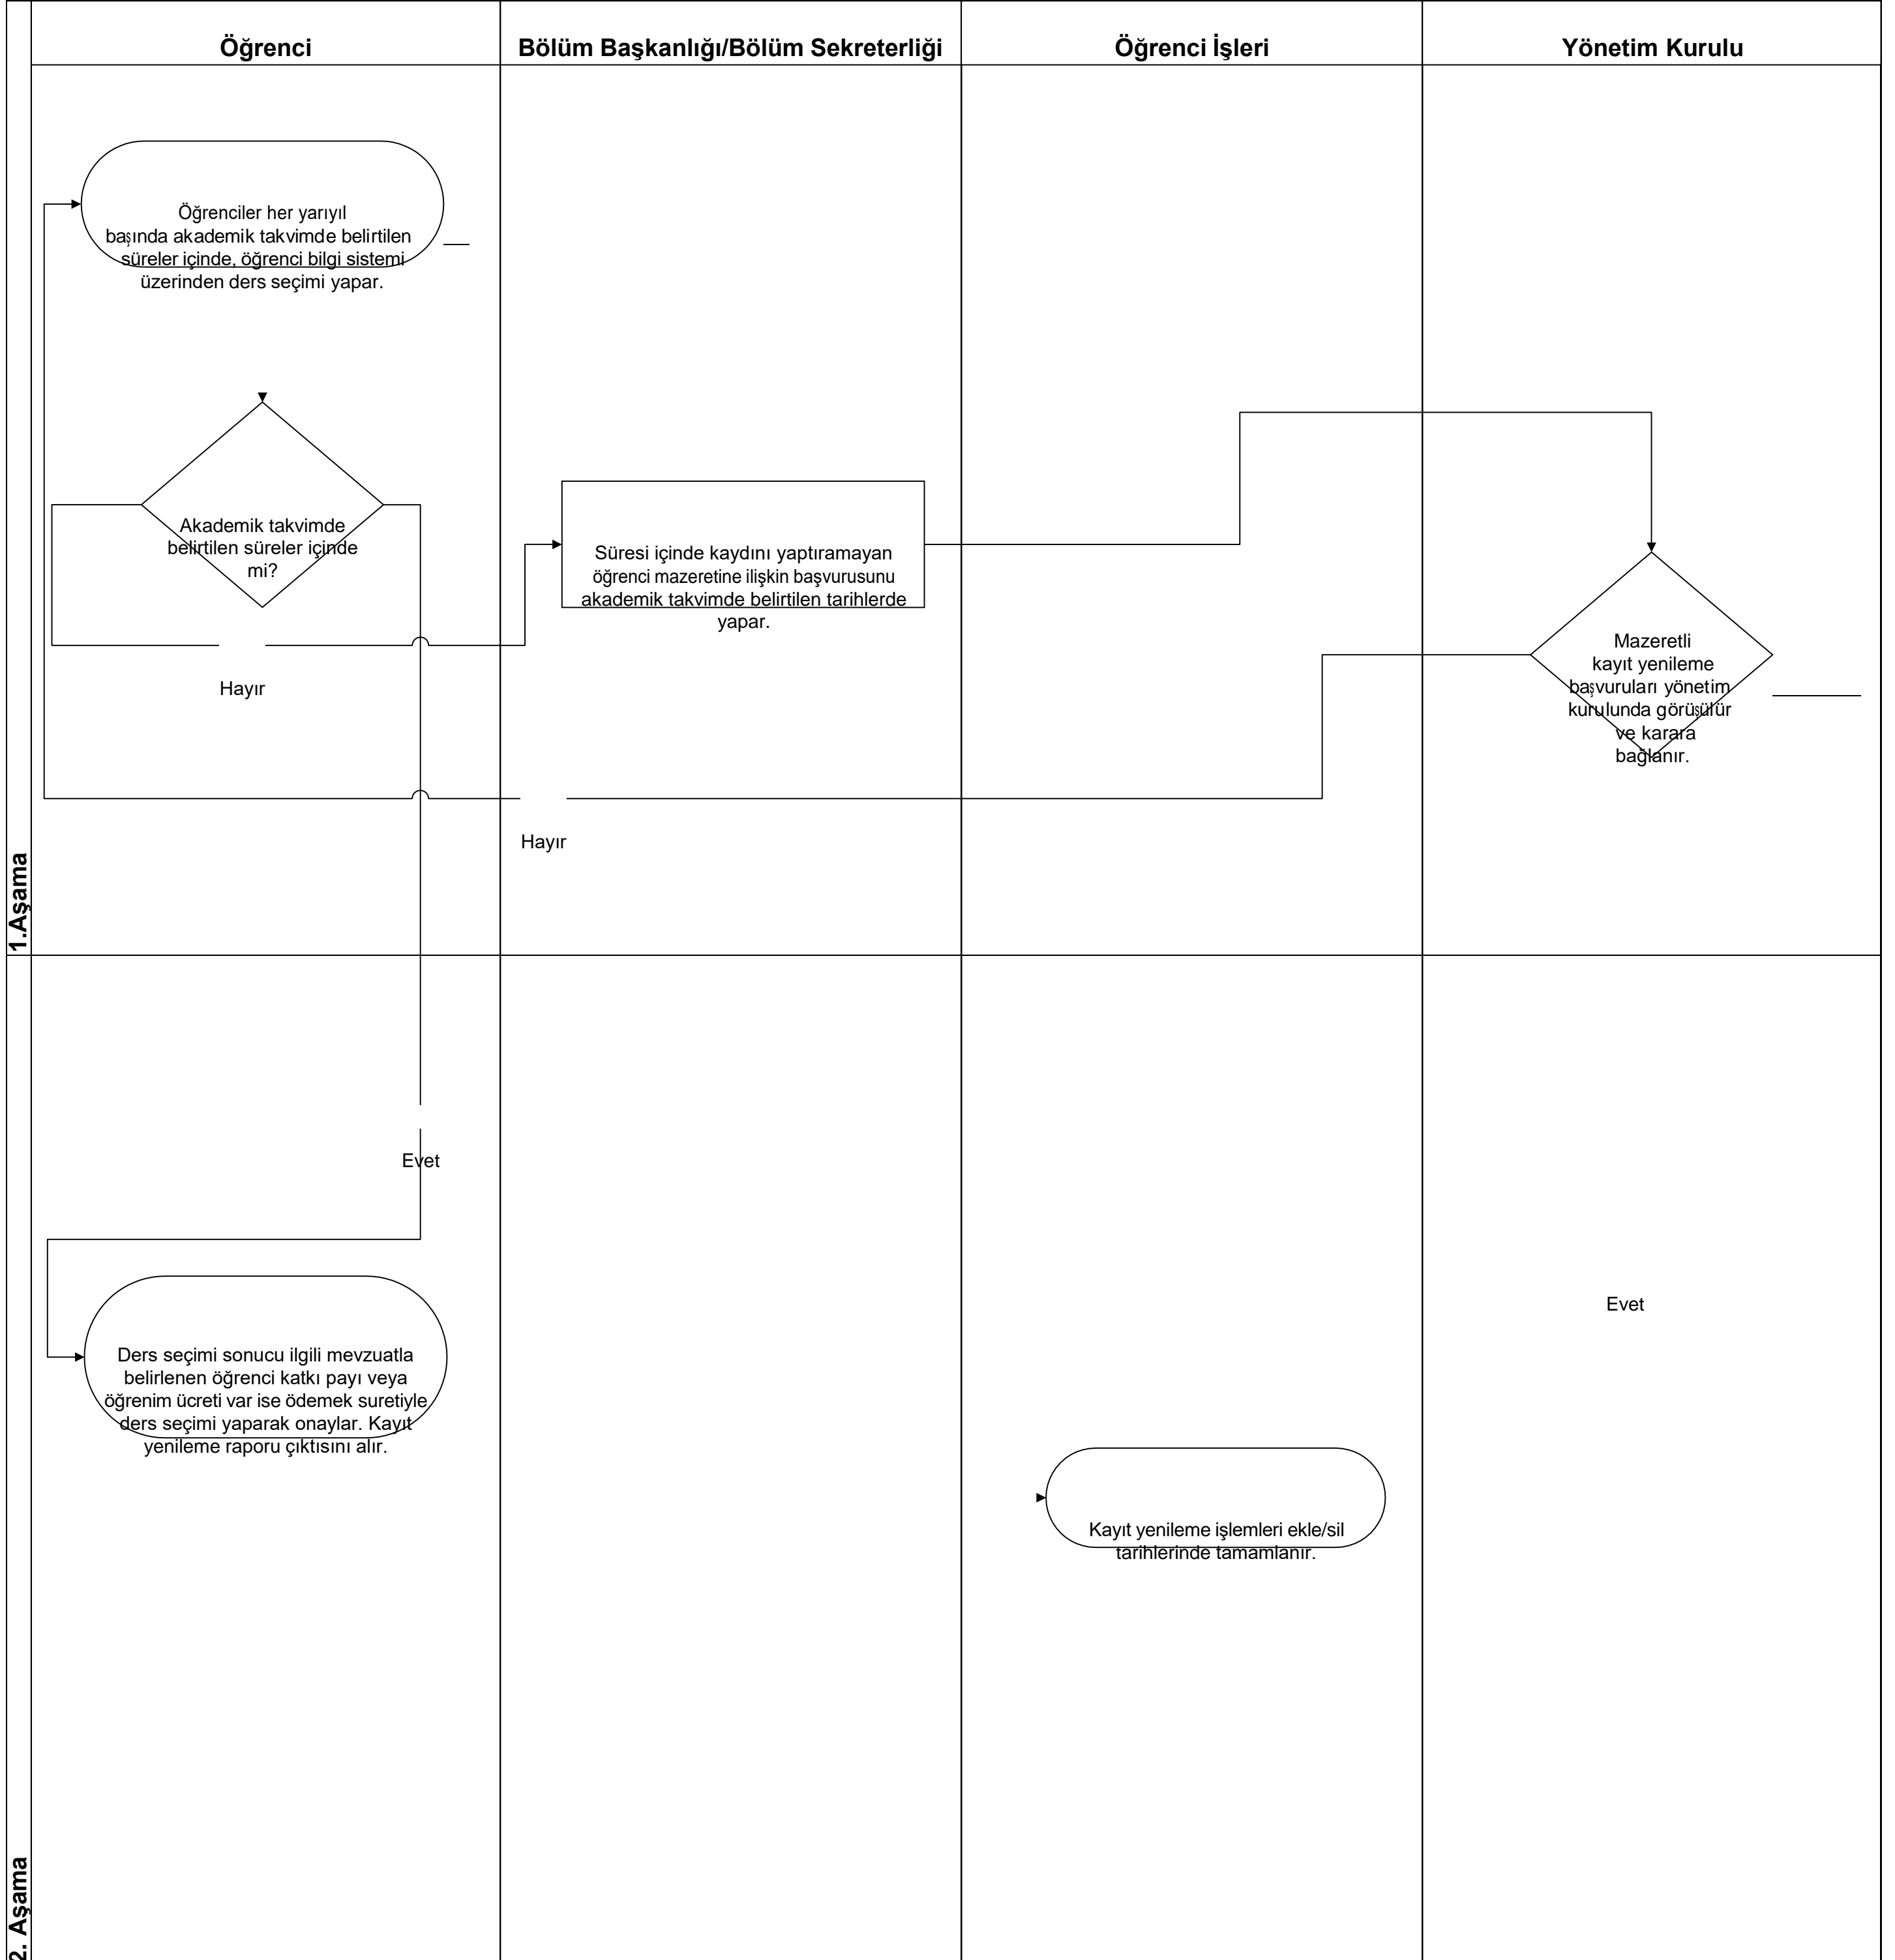 Öğrenci
Bölüm Başkanlığı/Bölüm Sekreterliği
Öğrenci İşleri
Yönetim Kurulu
Öğrenciler her yarıyıl
başında akademik takvimde belirtilen
süreler içinde, öğrenci bilgi sistemi
üzerinden ders seçimi yapar.
Akademik takvimde
belirtilen süreler içinde
mi?
Süresi içinde kaydını yaptıramayan
öğrenci mazeretine ilişkin başvurusunu
akademik takvimde belirtilen tarihlerde
yapar.
Mazeretli
kayıt yenileme
başvuruları yönetim
kurulunda görüşülür
ve karara
bağlanır.
Hayır
Hayır
1.Aşama
Evet
Evet
Ders seçimi sonucu ilgili mevzuatla
belirlenen öğrenci katkı payı veya
öğrenim ücreti var ise ödemek suretiyle
ders seçimi yaparak onaylar. Kayıt
yenileme raporu çıktısını alır.
Kayıt yenileme işlemleri ekle/sil
tarihlerinde tamamlanır.
2. Aşama